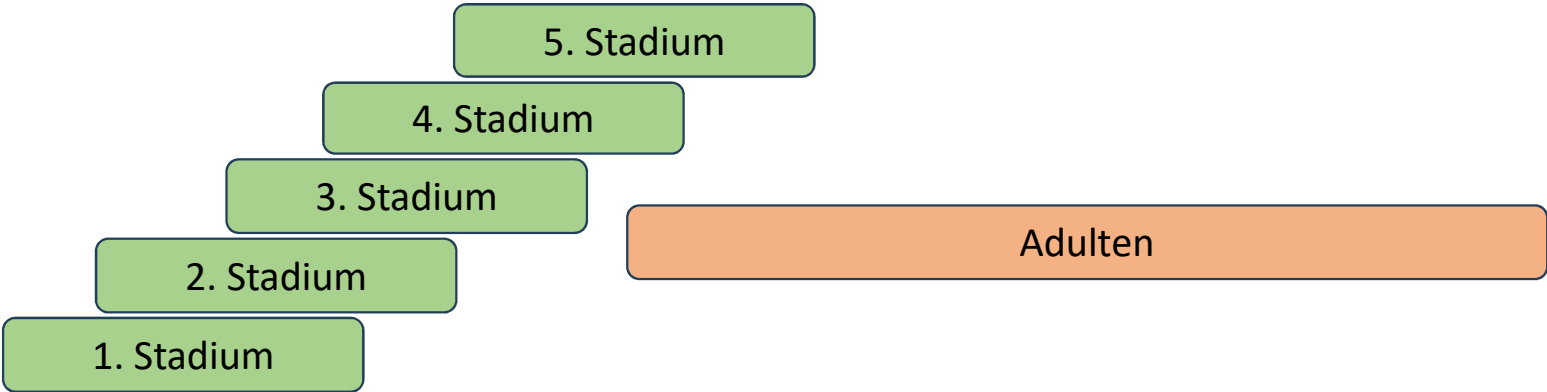 5. Stadium
4. Stadium
3. Stadium
Adulten
2. Stadium
1. Stadium